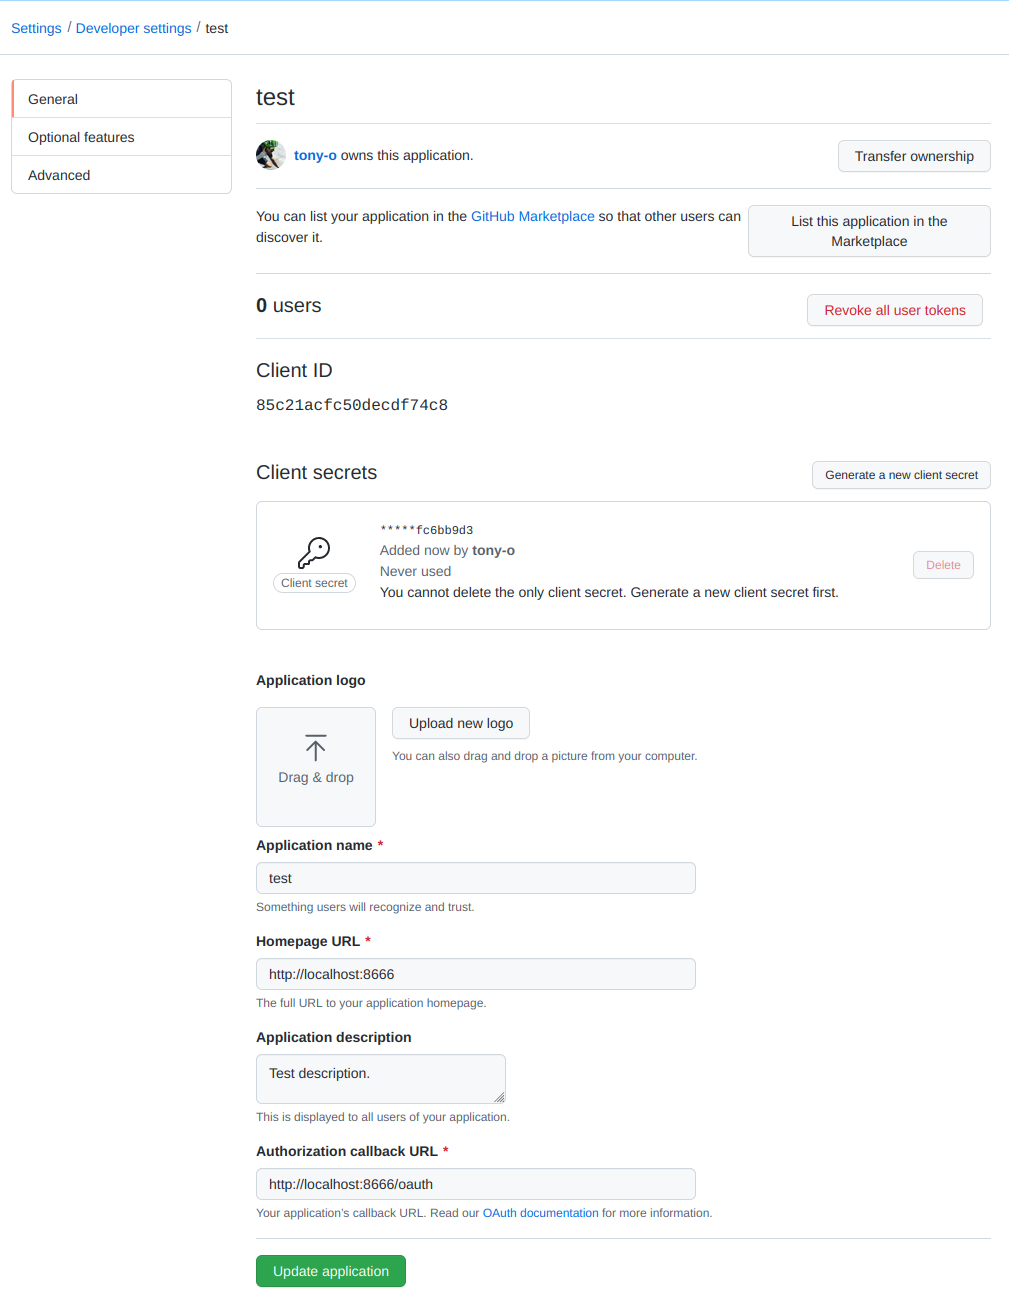 Settings / Developer settings / test
General
Optional features
Advanced
test
tony-o owns this application.
Transfer ownership
You can list your application in the GitHub Marketplace so that other users can
discover it.
List this application in the
Marketplace
0 users
Revoke all user tokens
Client ID
85c21acfc50decdf74c8
Client secrets
Generate a new client secret
*****fc6bb9d3
Added now by tony-o
Never used
You cannot delete the only client secret. Generate a new client secret first.
Client secret
Delete
Application logo
Drag & drop
Upload new logo
You can also drag and drop a picture from your computer.
Application name *
test
Something users will recognize and trust.
Homepage URL *
http://localhost:8666
The full URL to your application homepage.
Application description
Test description.
This is displayed to all users of your application.
Authorization callback URL *
http://localhost:8666/oauth
Your application's callback URL. Read our OAuth documentation for more information.
Update application